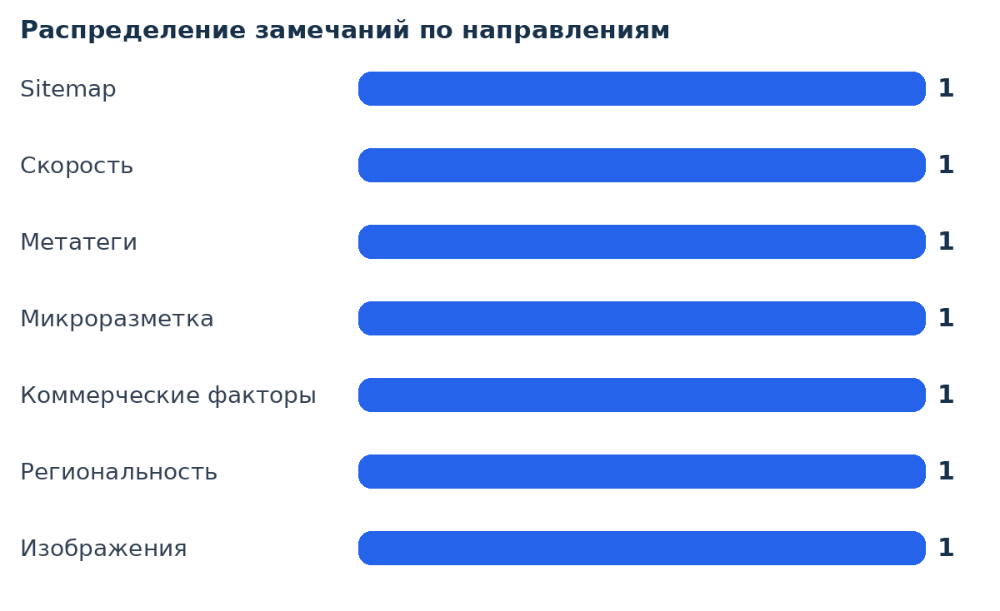 Распределение замечаний по направлениям
Sitemap 1
Скорость 1
Метатеги 1
Микроразметка 1
Коммерческие факторы 1
Региональность 1
Изображения 1